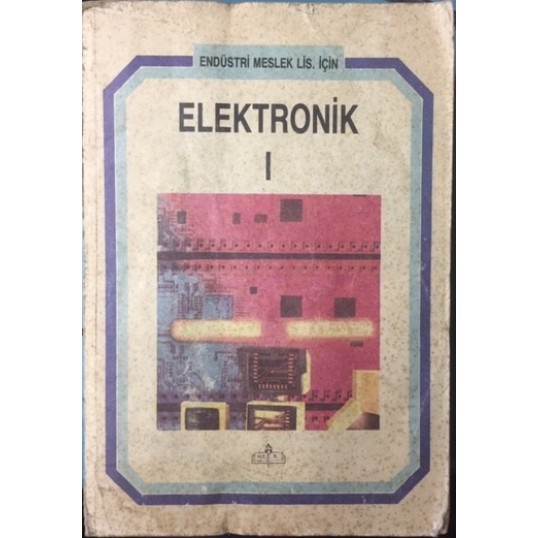 ENDÜSTRİ MESLEK LİS. İÇİN
ELEKTRONİK
I